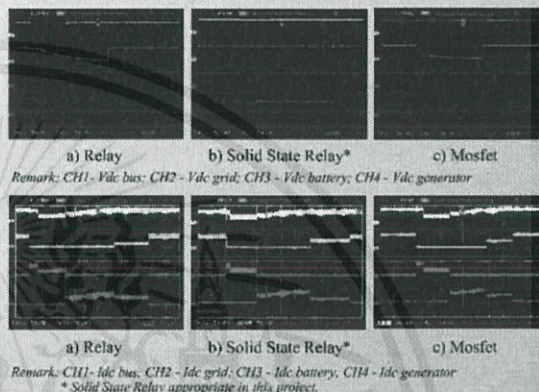 a) Relay
b) Solid State Relay*
c) Mosfet
Remark: CH1- Vdc bus; CH2 - Vdc grid; CH3 - Vdc battery; CH4 - Vdc generator
a) Relay
b) Solid State Relay*
c) Mosfet
Remark: CH1- Idc bus, CH2 - Idc grid; CH3 - Idc battery, CH4 - Idc generator
* Solid State Relay appropriate in this project.